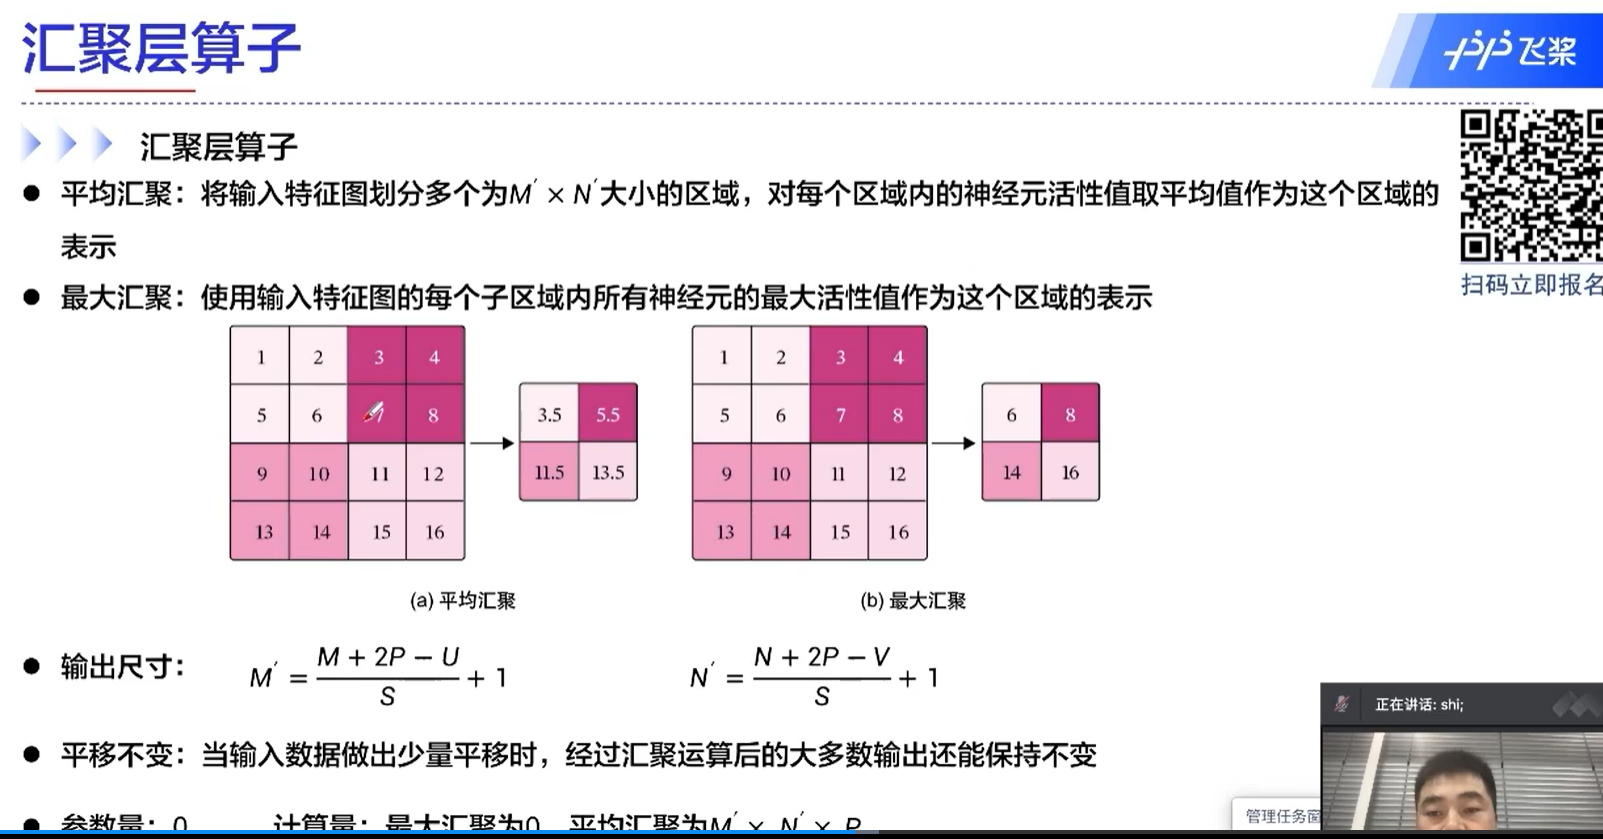 汇聚层算子
飞桨
汇聚层算子
平均汇聚：将输入特征图划分多个为M′ × N′大小的区域，对每个区域内的神经元活性值取平均值作为这个区域的
表示
最大汇聚：使用输入特征图的每个子区域内所有神经元的最大活性值作为这个区域的表示
扫码立即报名
1 2 3 4
5 6 7 8
9 10 11 12
13 14 15 16
3.5 5.5
11.5 13.5
(a) 平均汇聚
1 2 3 4
5 6 7 8
9 10 11 12
13 14 15 16
6 8
14 16
(b) 最大汇聚
输出尺寸： M′ = (M + 2P − U)/S + 1 N′ = (N + 2P − V)/S + 1
正在讲话: shi;
平移不变：当输入数据做出少量平移时，经过汇聚运算后的大多数输出还能保持不变
管理任务窗
参数量：0 计算量：最大汇聚为0 平均汇聚为M′ × N′ × P